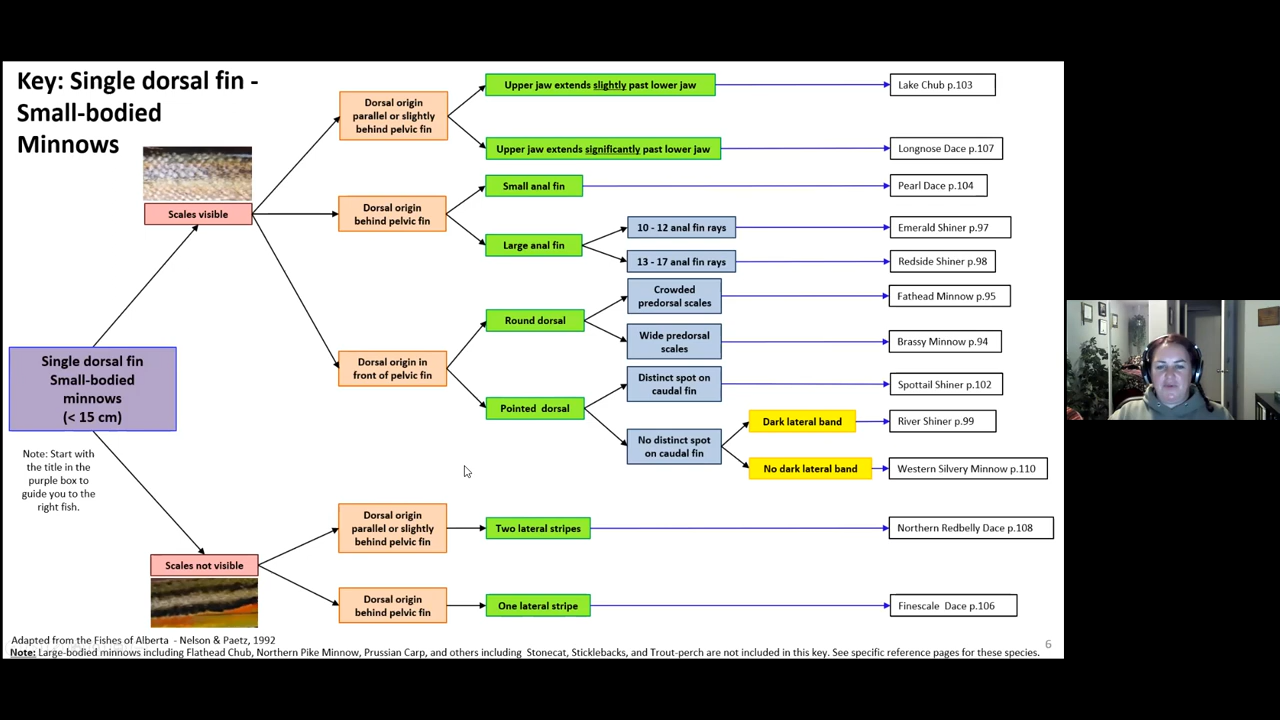 Key: Single dorsal fin -
Small-bodied
Minnows
Scales visible
Single dorsal fin
Small-bodied
minnows
(< 15 cm)
Note: Start with
the title in the
purple box to
guide you to the
right fish.
Scales not visible
Dorsal origin
parallel or slightly
behind pelvic fin
Upper jaw extends slightly past lower jaw
Lake Chub p.103
Upper jaw extends significantly past lower jaw
Longnose Dace p.107
Dorsal origin
behind pelvic fin
Small anal fin
Pearl Dace p.104
Large anal fin
10 - 12 anal fin rays
Emerald Shiner p.97
13 - 17 anal fin rays
Redside Shiner p.98
Dorsal origin in
front of pelvic fin
Round dorsal
Crowded
predorsal scales
Fathead Minnow p.95
Wide predorsal
scales
Brassy Minnow p.94
Pointed dorsal
Distinct spot on
caudal fin
Spottail Shiner p.102
No distinct spot
on caudal fin
Dark lateral band
River Shiner p.99
No dark lateral band
Western Silvery Minnow p.110
Dorsal origin
parallel or slightly
behind pelvic fin
Two lateral stripes
Northern Redbelly Dace p.108
Dorsal origin
behind pelvic fin
One lateral stripe
Finescale Dace p.106
Adapted from the Fishes of Alberta - Nelson & Paetz, 1992
Note: Large-bodied minnows including Flathead Chub, Northern Pike Minnow, Prussian Carp, and others including Stonecat, Sticklebacks, and Trout-perch are not included in this key. See specific reference pages for these species.
6